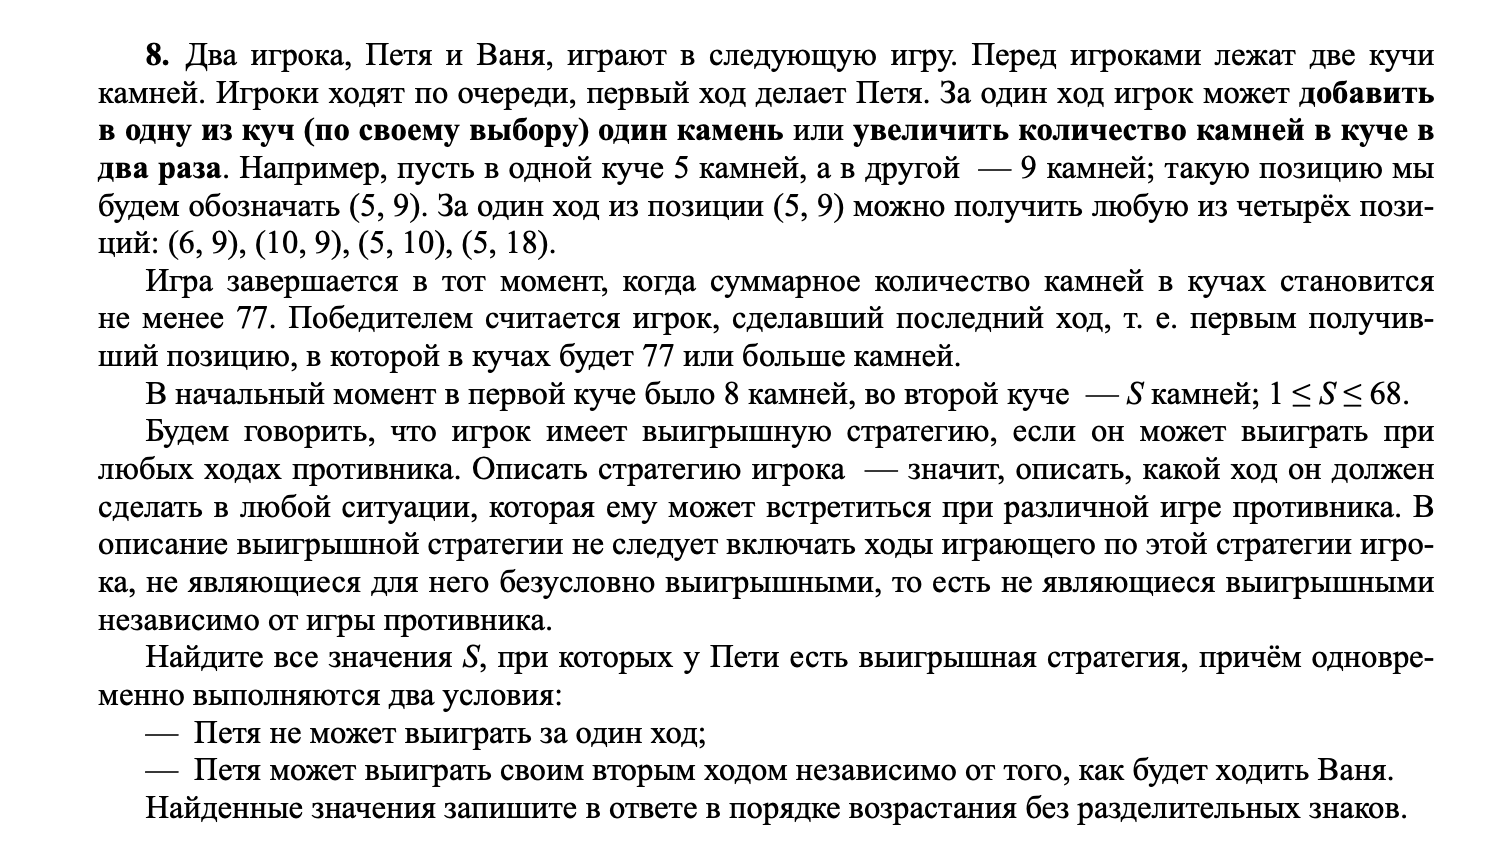 8. Два игрока, Петя и Ваня, играют в следующую игру. Перед игроками лежат две кучи
камней. Игроки ходят по очереди, первый ход делает Петя. За один ход игрок может добавить
в одну из куч (по своему выбору) один камень или увеличить количество камней в куче в
два раза. Например, пусть в одной куче 5 камней, а в другой — 9 камней; такую позицию мы
будем обозначать (5, 9). За один ход из позиции (5, 9) можно получить любую из четырёх пози-
ций: (6, 9), (10, 9), (5, 10), (5, 18).
Игра завершается в тот момент, когда суммарное количество камней в кучах становится
не менее 77. Победителем считается игрок, сделавший последний ход, т. е. первым получив-
ший позицию, в которой в кучах будет 77 или больше камней.
В начальный момент в первой куче было 8 камней, во второй куче — S камней; 1 ≤ S ≤ 68.
Будем говорить, что игрок имеет выигрышную стратегию, если он может выиграть при
любых ходах противника. Описать стратегию игрока — значит, описать, какой ход он должен
сделать в любой ситуации, которая ему может встретиться при различной игре противника. В
описание выигрышной стратегии не следует включать ходы играющего по этой стратегии игро-
ка, не являющиеся для него безусловно выигрышными, то есть не являющиеся выигрышными
независимо от игры противника.
Найдите все значения S, при которых у Пети есть выигрышная стратегия, причём одновре-
менно выполняются два условия:
— Петя не может выиграть за один ход;
— Петя может выиграть своим вторым ходом независимо от того, как будет ходить Ваня.
Найденные значения запишите в ответе в порядке возрастания без разделительных знаков.